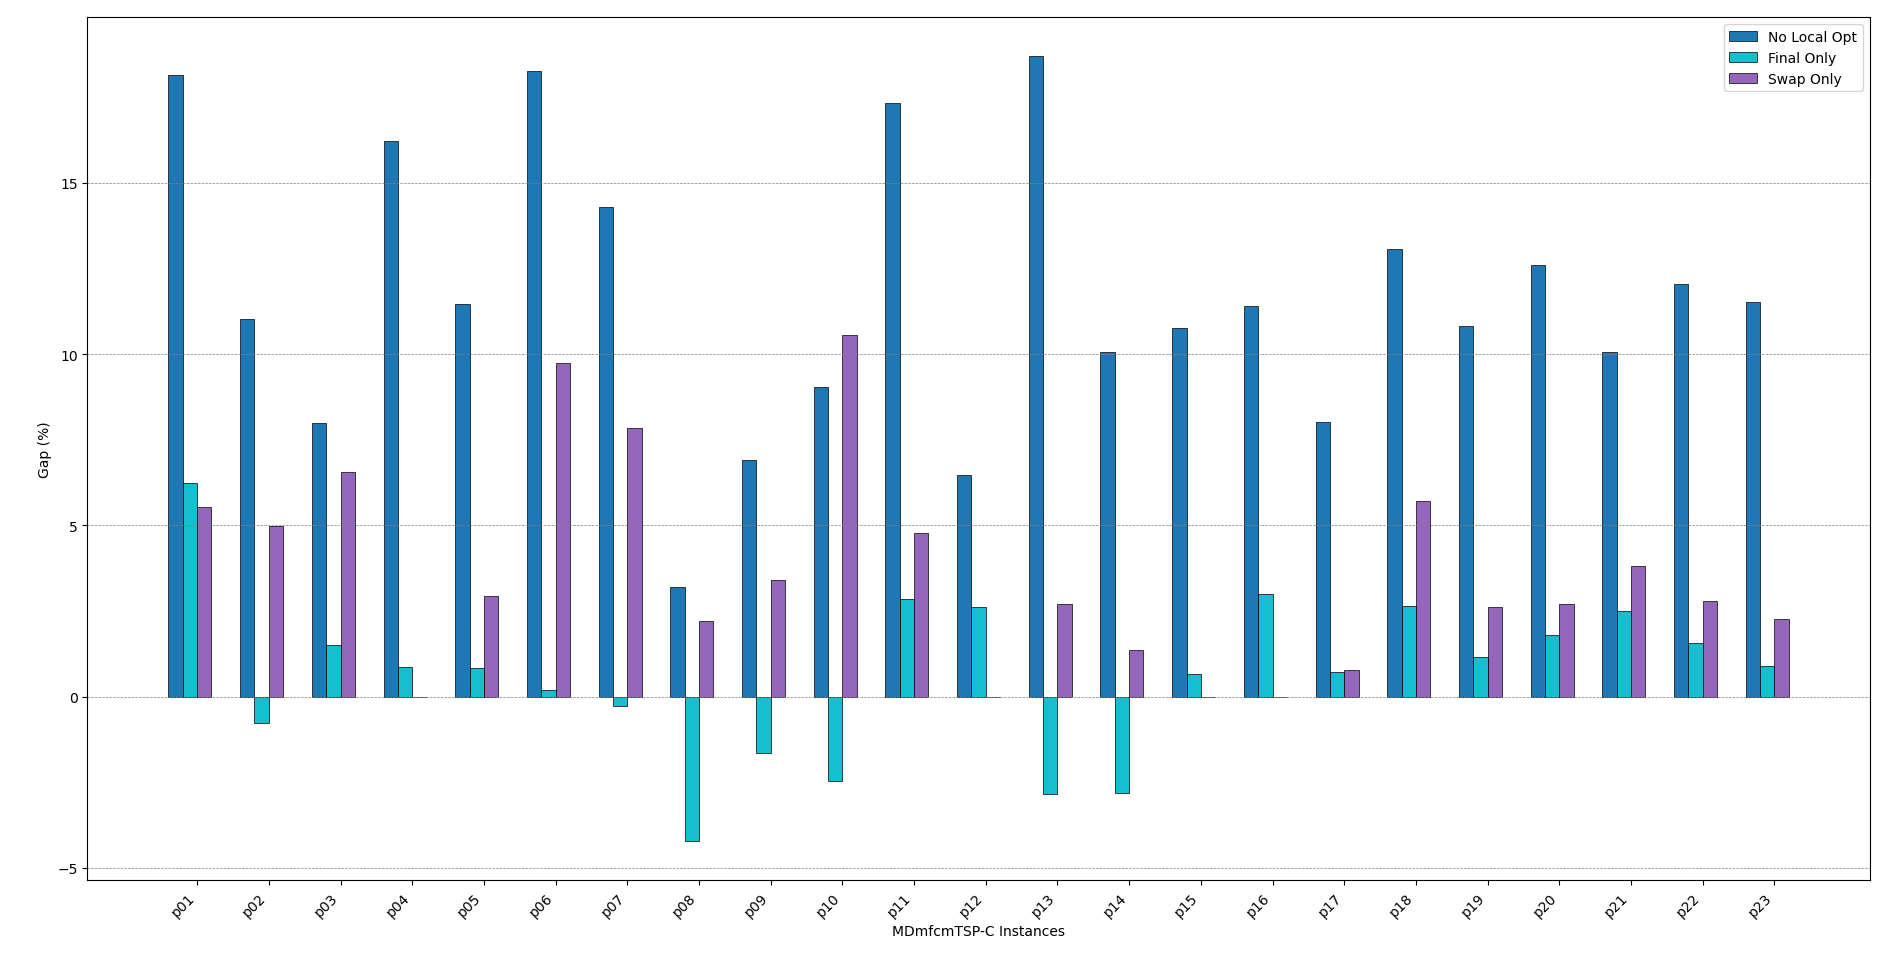 No Local Opt
Final Only
Swap Only
15
10
5
0
−5
Gap (%)
p01
p02
p03
p04
p05
p06
p07
p08
p09
p10
p11
p12
p13
p14
p15
p16
p17
p18
p19
p20
p21
p22
p23
MDmfcmTSP-C Instances